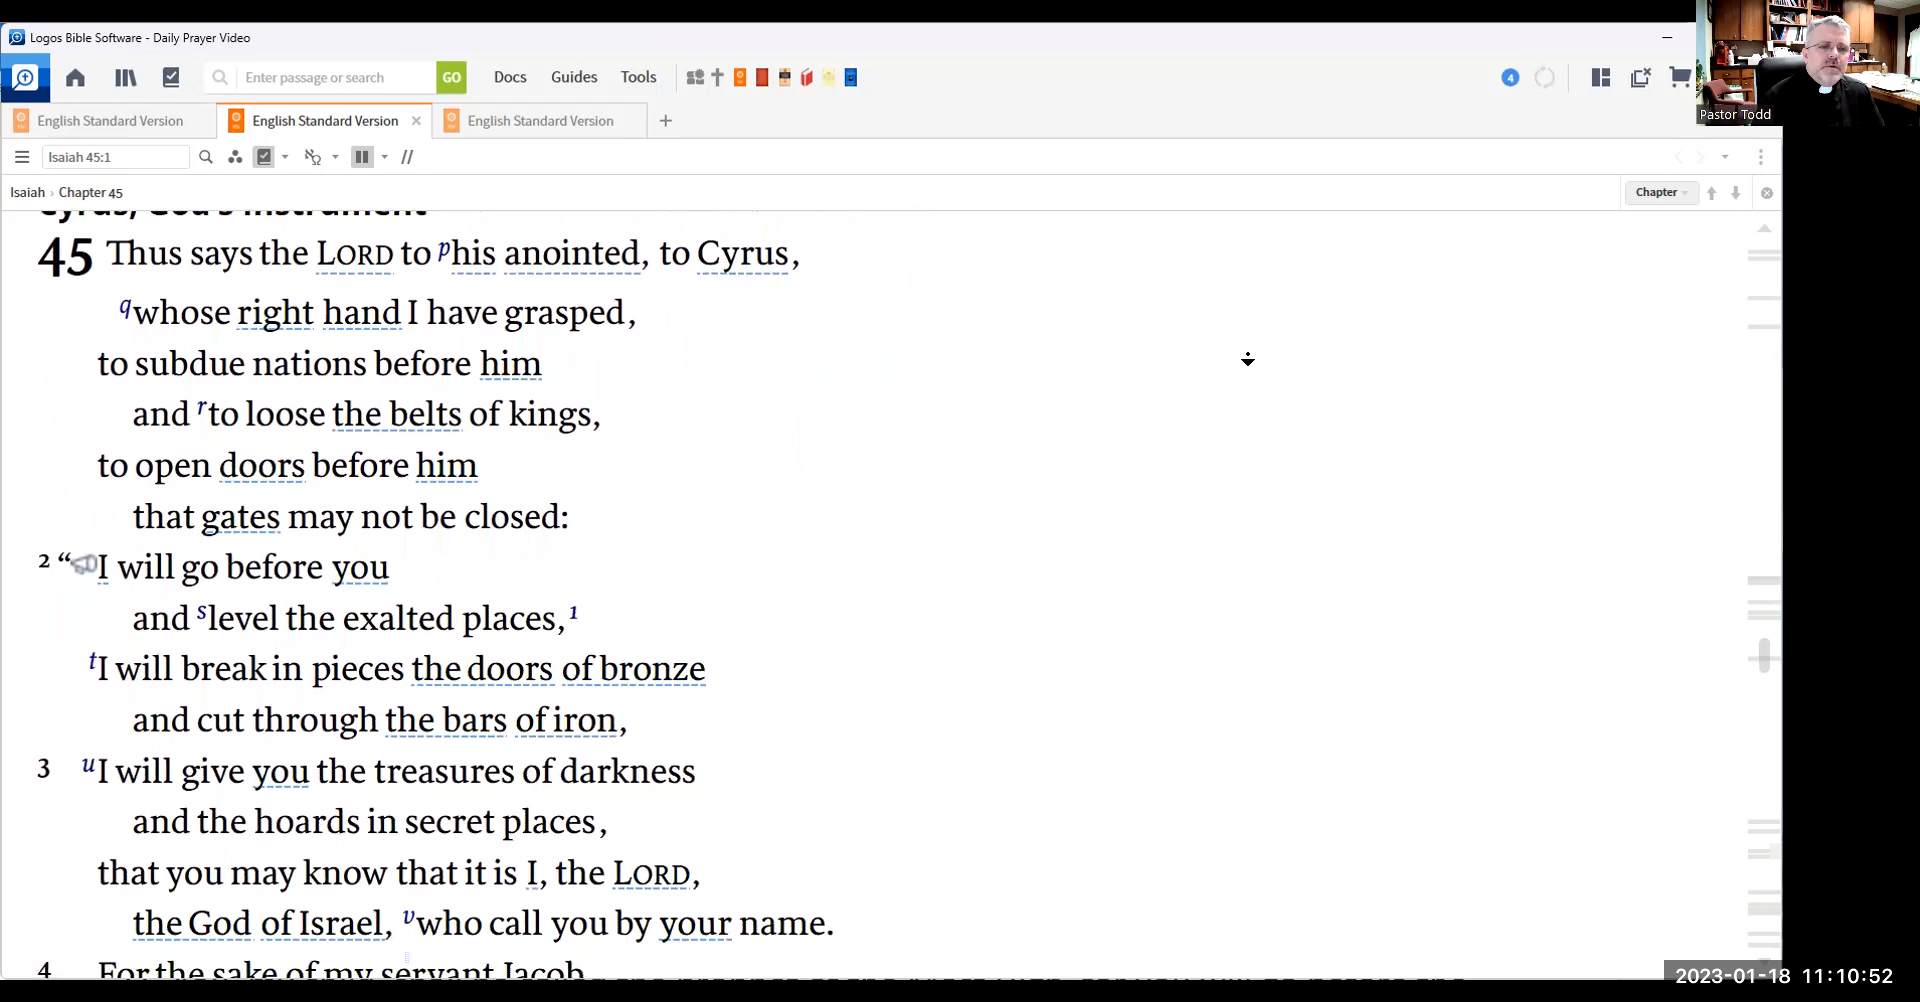 Logos Bible Software - Daily Prayer Video
Enter passage or search GO Docs Guides Tools 4
Pastor Todd
English Standard Version English Standard Version English Standard Version
Isaiah 45:1
Isaiah › Chapter 45 Chapter
Cyrus, God's Instrument
45 Thus says the LORD to p his anointed, to Cyrus,
q whose right hand I have grasped,
to subdue nations before him
and r to loose the belts of kings,
to open doors before him
that gates may not be closed:
2 “I will go before you
and s level the exalted places, 1
t I will break in pieces the doors of bronze
and cut through the bars of iron,
3 u I will give you the treasures of darkness
and the hoards in secret places,
that you may know that it is I, the LORD,
the God of Israel, v who call you by your name.
4 For the sake of my servant Jacob
2023-01-18 11:10:52